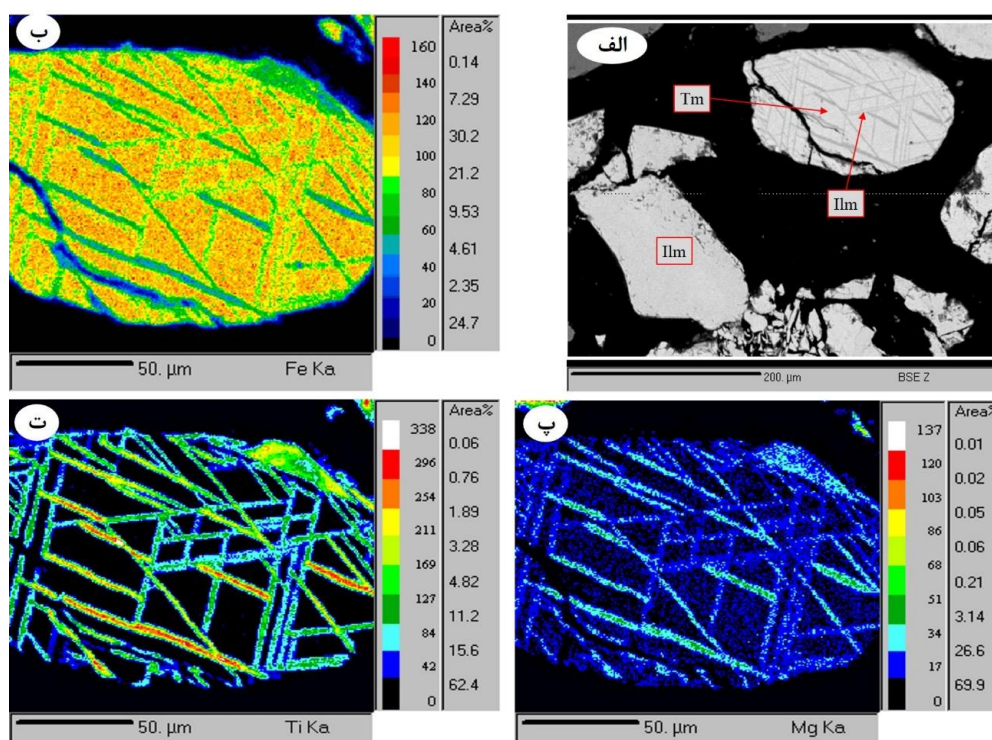 ب
160
140
120
100
80
60
40
20
0
Area%
0.14
7.29
30.2
21.2
9.53
4.61
2.35
24.7
50. µm
Fe Ka
الف
Tm
Ilm
Ilm
200. µm
BSE Z
ت
338
296
254
211
169
127
84
42
0
Area%
0.06
0.76
1.89
3.28
4.82
11.2
15.6
62.4
50. µm
Ti Ka
پ
137
120
103
86
68
51
34
17
0
Area%
0.01
0.02
0.05
0.06
0.21
3.14
26.6
69.9
50. µm
Mg Ka